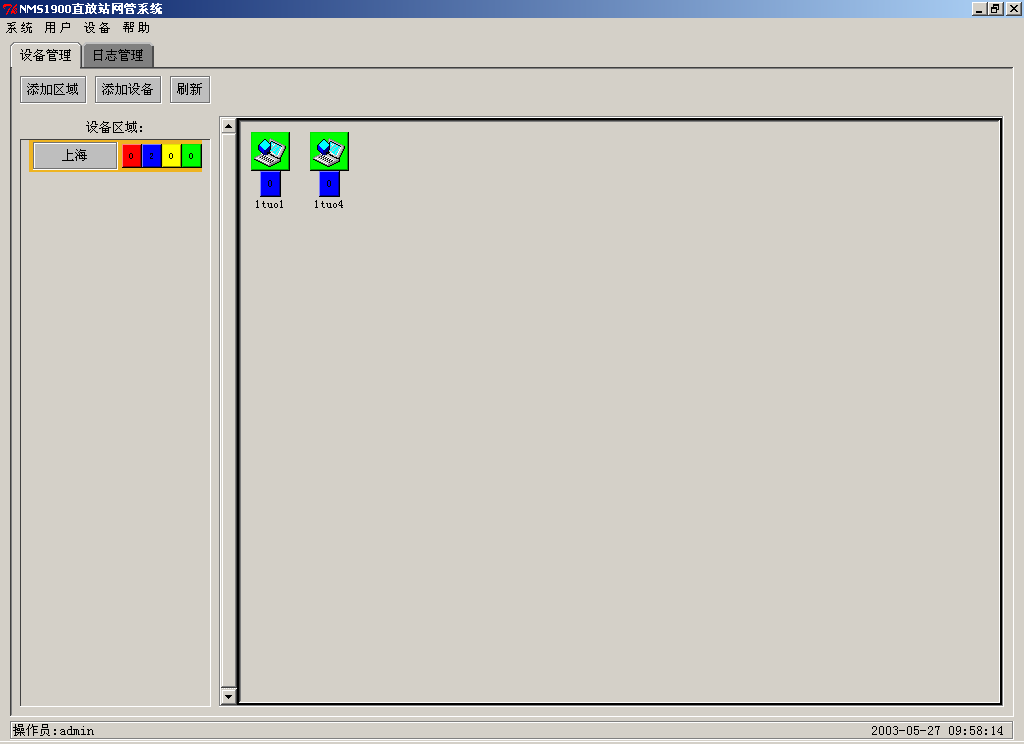 NMS1900直放站网管系统
系统 用户 设备 帮助
设备管理 日志管理
添加区域 添加设备 刷新
设备区域:
上海 0 2 0 0
0 0
1tuo1 1tuo4
操作员:admin 2003-05-27 09:58:14